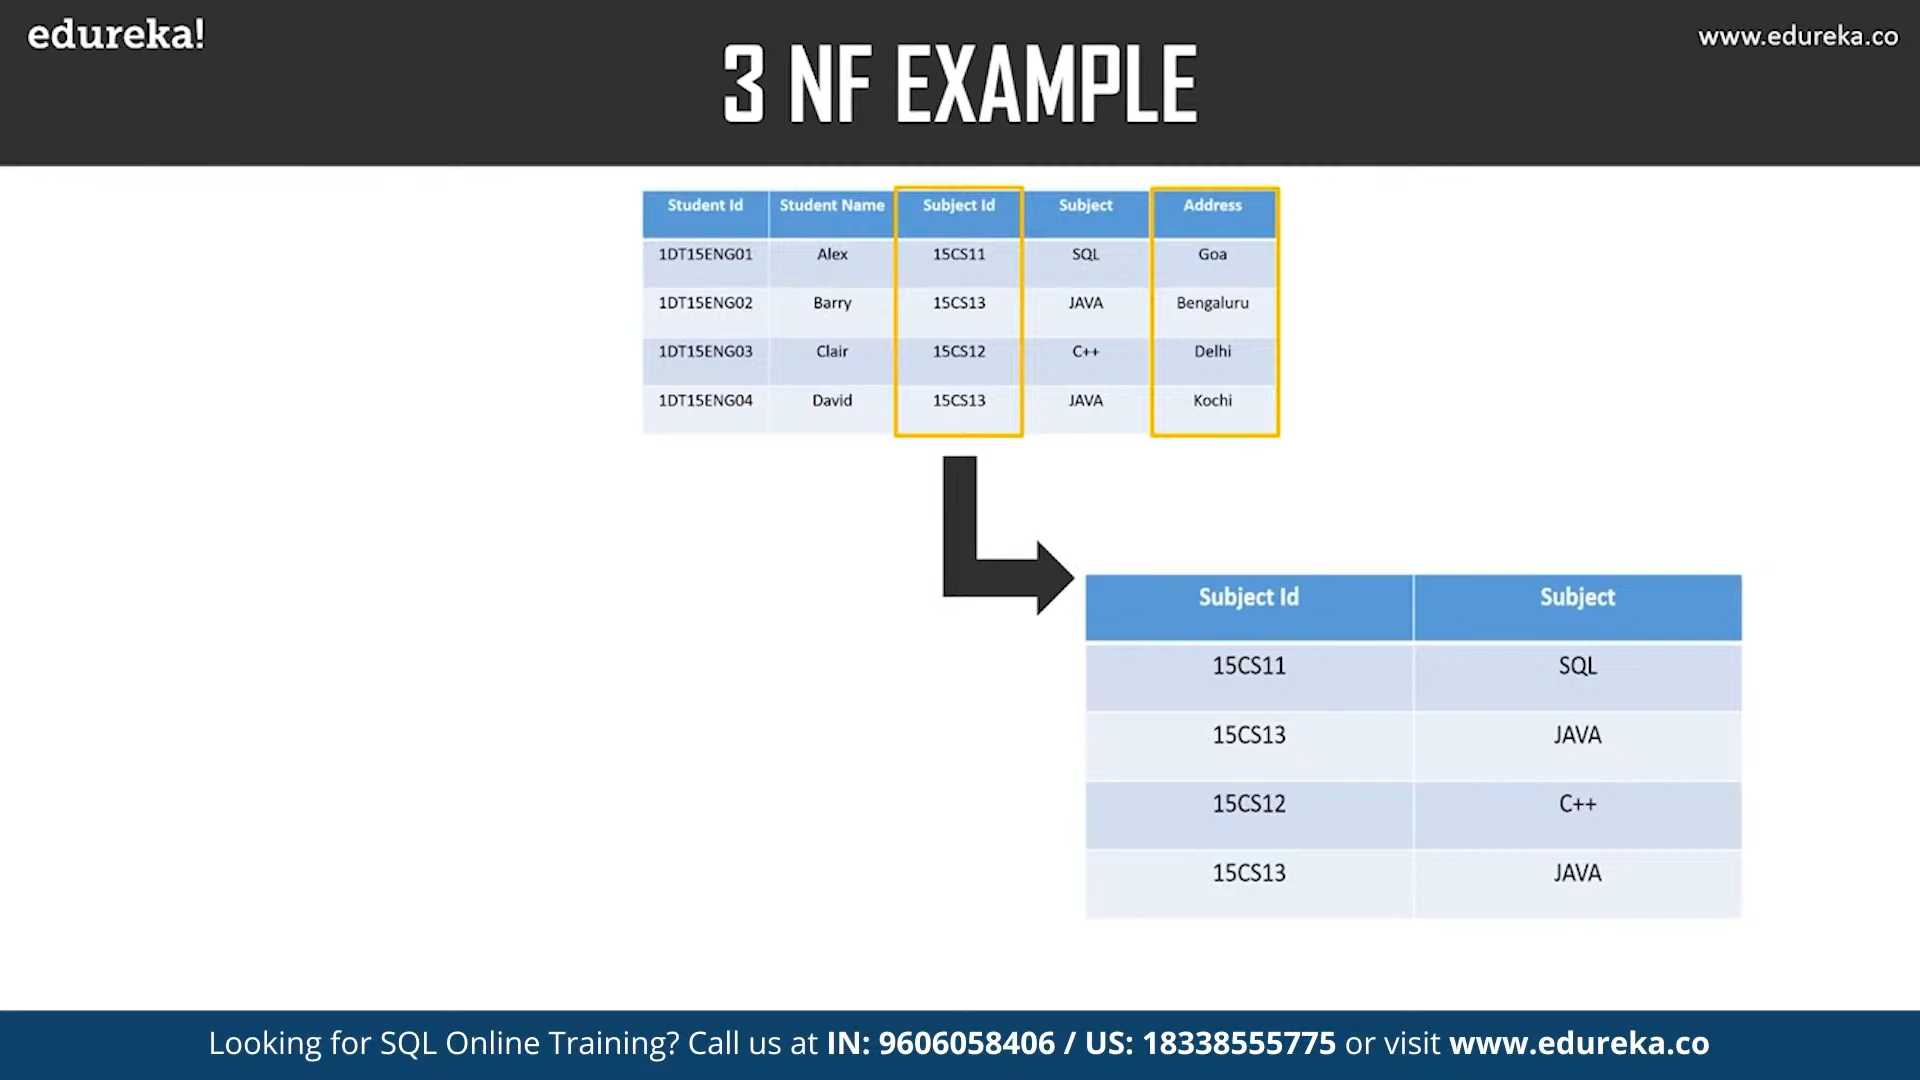 edureka!
www.edureka.co
3 NF EXAMPLE
Student Id Student Name Subject Id Subject Address
1DT15ENG01 Alex 15CS11 SQL Goa
1DT15ENG02 Barry 15CS13 JAVA Bengaluru
1DT15ENG03 Clair 15CS12 C++ Delhi
1DT15ENG04 David 15CS13 JAVA Kochi
Subject Id Subject
15CS11 SQL
15CS13 JAVA
15CS12 C++
15CS13 JAVA
Looking for SQL Online Training? Call us at IN: 9606058406 / US: 18338555775 or visit www.edureka.co